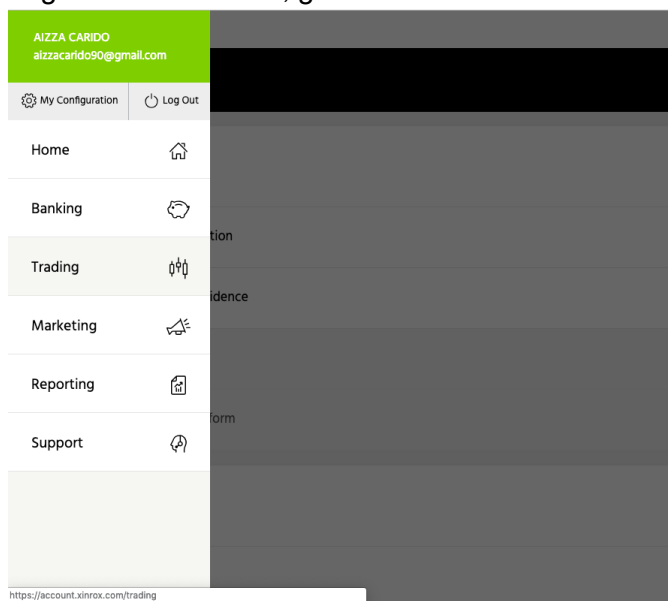 AIZZA CARIDO
aizzacarido90@gmail.com
My Configuration
Log Out
Home
Banking
tion
Trading
idence
Marketing
Reporting
form
Support
https://account.xinrox.com/trading